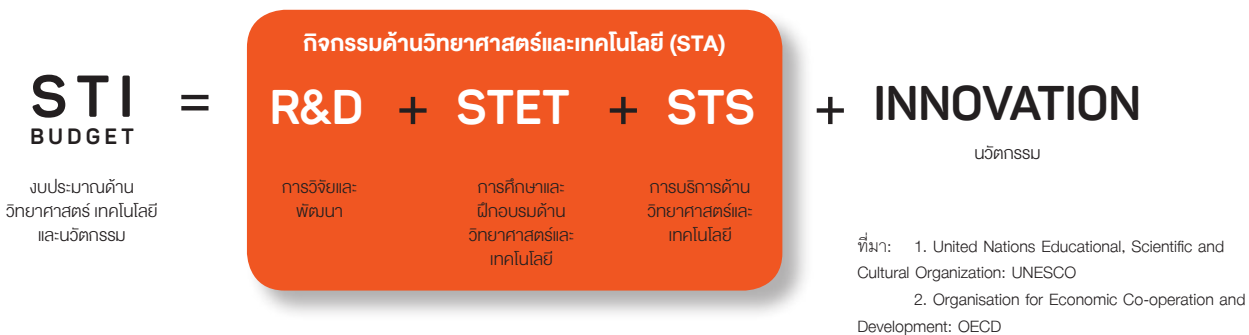 กิจกรรมด้านวิทยาศาสตร์และเทคโนโลยี (STA)
STI = R&D + STET + STS + INNOVATION
BUDGET
งบประมาณด้าน
วิทยาศาสตร์ เทคโนโลยี
และนวัตกรรม
การวิจัยและ
พัฒนา
การศึกษาและ
ฝึกอบรมด้าน
วิทยาศาสตร์และ
เทคโนโลยี
การบริการด้าน
วิทยาศาสตร์และ
เทคโนโลยี
นวัตกรรม
ที่มา: 1. United Nations Educational, Scientific and
Cultural Organization: UNESCO
2. Organisation for Economic Co-operation and
Development: OECD